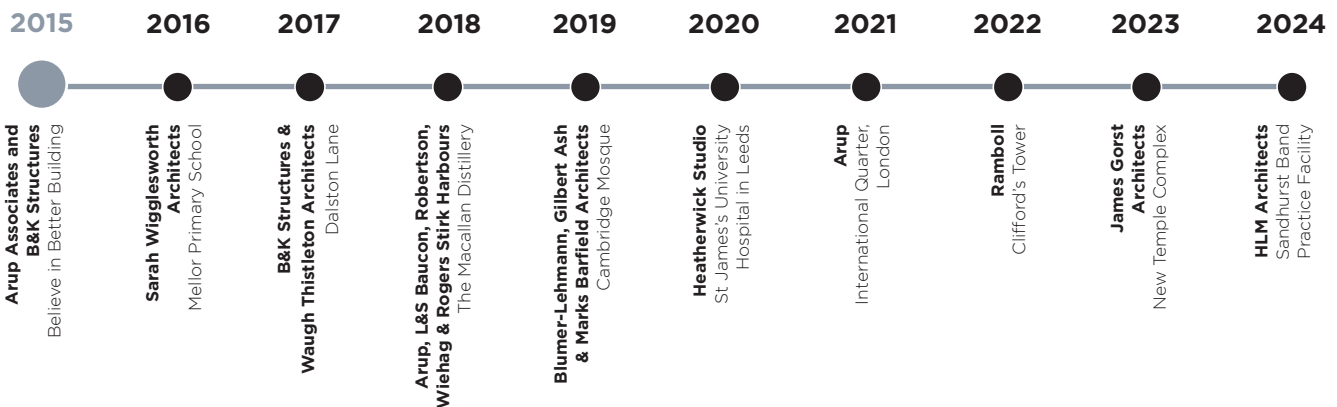 2015
2016
2017
2018
2019
2020
2021
2022
2023
2024
Arup Associates and
B&K Structures
Believe in Better Building
Sarah Wigglesworth
Architects
Mellor Primary School
B&K Structures &
Waugh Thistleton Architects
Dalston Lane
Arup, L&S Baucon, Robertson,
Wiehag & Rogers Stirk Harbours
The Macallan Distillery
Blumer-Lehmann, Gilbert Ash
& Marks Barfield Architects
Cambridge Mosque
Heatherwick Studio
St James's University
Hospital in Leeds
Arup
International Quarter,
London
Ramboll
Clifford's Tower
James Gorst
Architects
New Temple Complex
HLM Architects
Sandhurst Band
Practice Facility